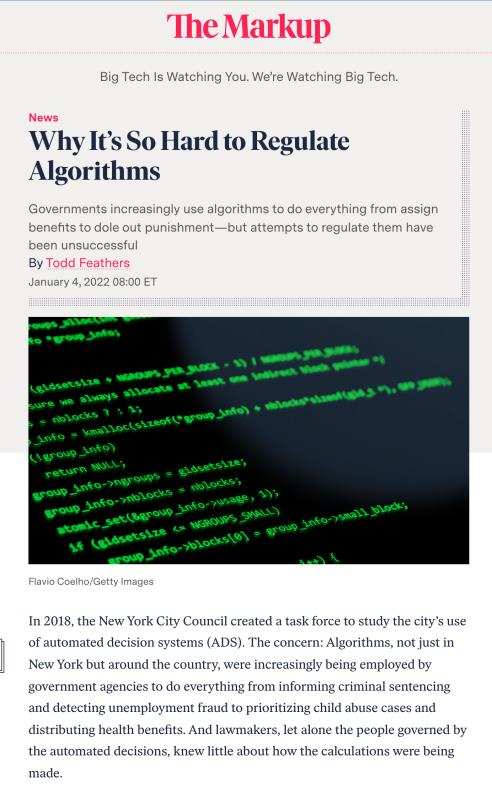 The Markup
Big Tech Is Watching You. We're Watching Big Tech.
News
Why It's So Hard to Regulate
Algorithms
Governments increasingly use algorithms to do everything from assign
benefits to dole out punishment—but attempts to regulate them have
been unsuccessful
By Todd Feathers
January 4, 2022 08:00 ET
fo *group_info;
(gidsetsize + NGROUPS_PER_BLOCK - 1) / NGROUPS_PER_BLOCK;
sure we always allocate at least one indirect block pointer */
= nblocks ? : 1;
_info = kmalloc(sizeof(*group_info) + nblocks*sizeof(gid_t *), GFP_USER);
(!group_info)
return NULL;
group_info->ngroups = gidsetsize;
group_info->nblocks = nblocks;
atomic_set(&group_info->usage, 1);
if (gidsetsize <= NGROUPS_SMALL)
group_info->blocks[0] = group_info->small_block;
Flavio Coelho/Getty Images
In 2018, the New York City Council created a task force to study the city's use
of automated decision systems (ADS). The concern: Algorithms, not just in
New York but around the country, were increasingly being employed by
government agencies to do everything from informing criminal sentencing
and detecting unemployment fraud to prioritizing child abuse cases and
distributing health benefits. And lawmakers, let alone the people governed by
the automated decisions, knew little about how the calculations were being
made.